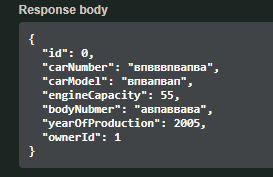 Response body
{
"id": 0,
"carNumber": "впвввпвапва",
"carModel": "впвапвап",
"engineCapacity": 55,
"bodyNubmer": "авпаввава",
"yearOfProduction": 2005,
"ownerId": 1
}